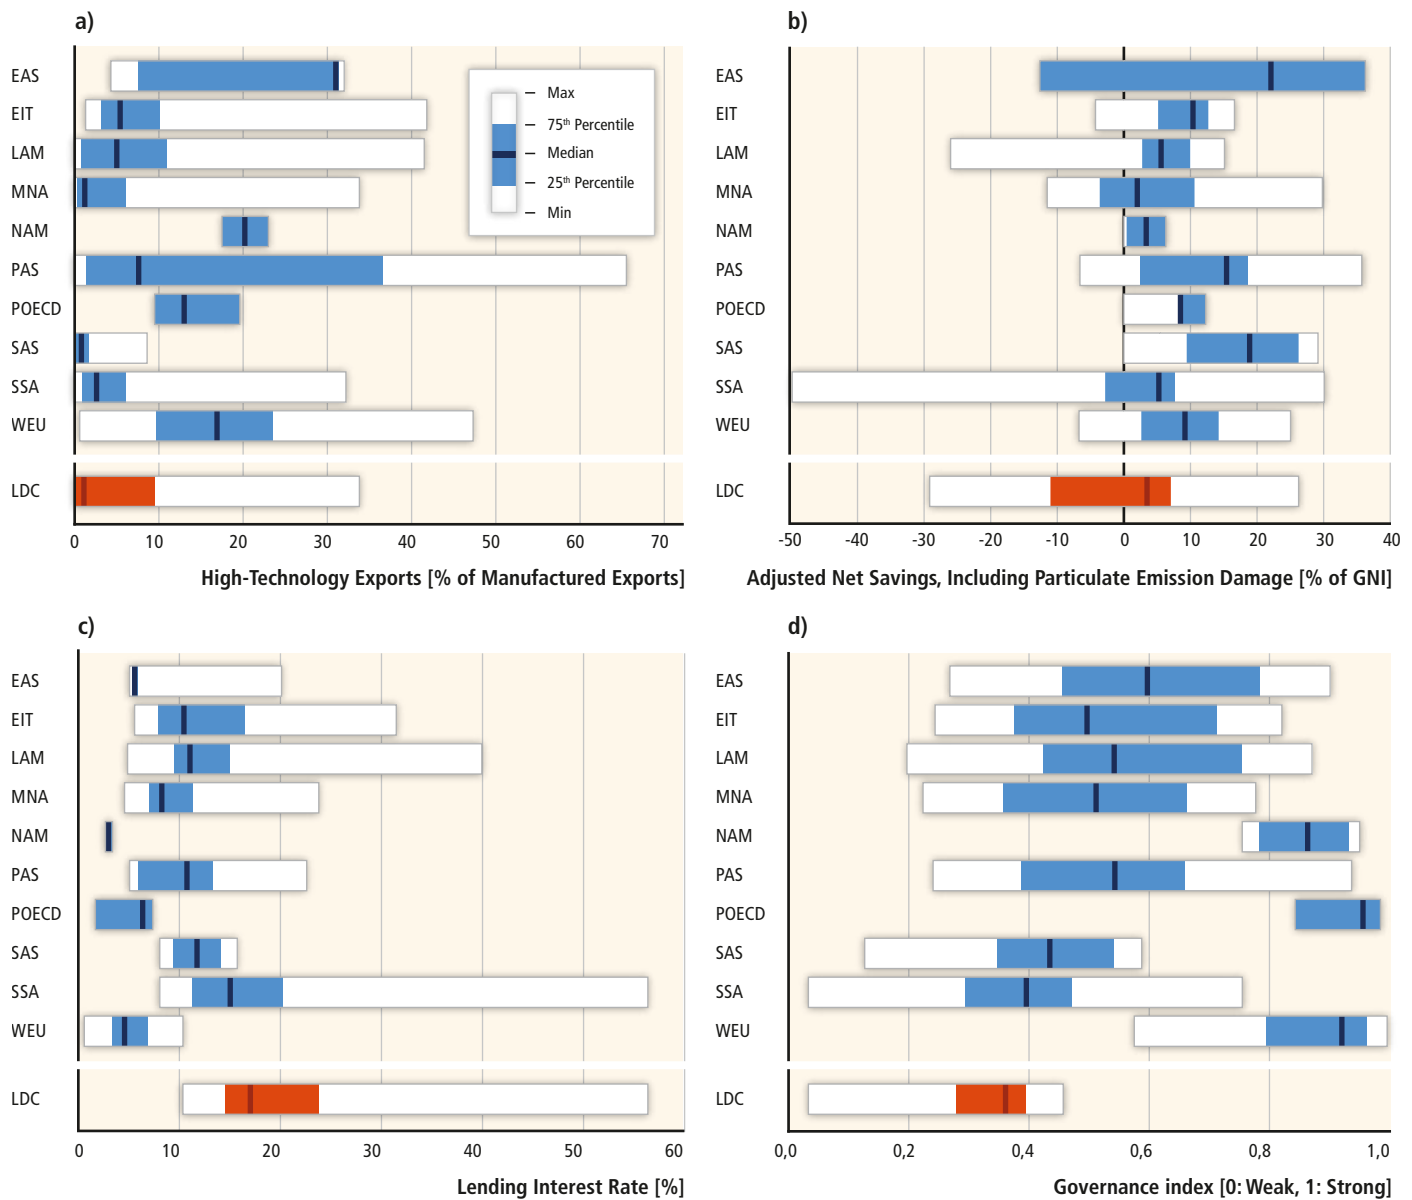 a)
EAS
EIT
LAM
MNA
NAM
PAS
POECD
SAS
SSA
WEU
LDC
Max
75th Percentile
Median
25th Percentile
Min
0 10 20 30 40 50 60 70
High-Technology Exports [% of Manufactured Exports]
b)
EAS
EIT
LAM
MNA
NAM
PAS
POECD
SAS
SSA
WEU
LDC
-50 -40 -30 -20 -10 0 10 20 30 40
Adjusted Net Savings, Including Particulate Emission Damage [% of GNI]
c)
EAS
EIT
LAM
MNA
NAM
PAS
POECD
SAS
SSA
WEU
LDC
0 10 20 30 40 50 60
Lending Interest Rate [%]
d)
EAS
EIT
LAM
MNA
NAM
PAS
POECD
SAS
SSA
WEU
LDC
0,0 0,2 0,4 0,6 0,8 1,0
Governance index [0: Weak, 1: Strong]